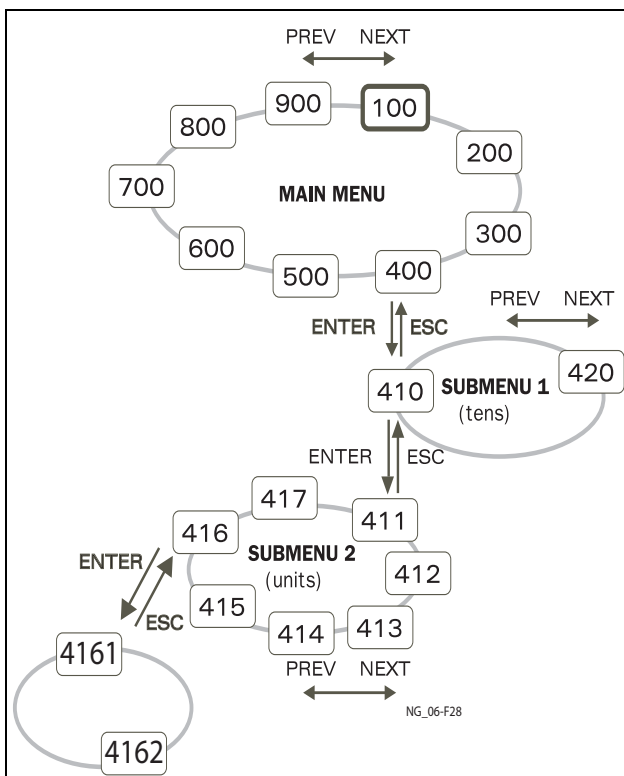 PREV NEXT
900
100
800
200
700
MAIN MENU
300
600
500
400
PREV NEXT
ENTER
ESC
420
410
SUBMENU 1
(tens)
ENTER
ESC
417
411
416
SUBMENU 2
412
ENTER
(units)
415
ESC
414
413
4161
PREV NEXT
NG_06-F28
4162